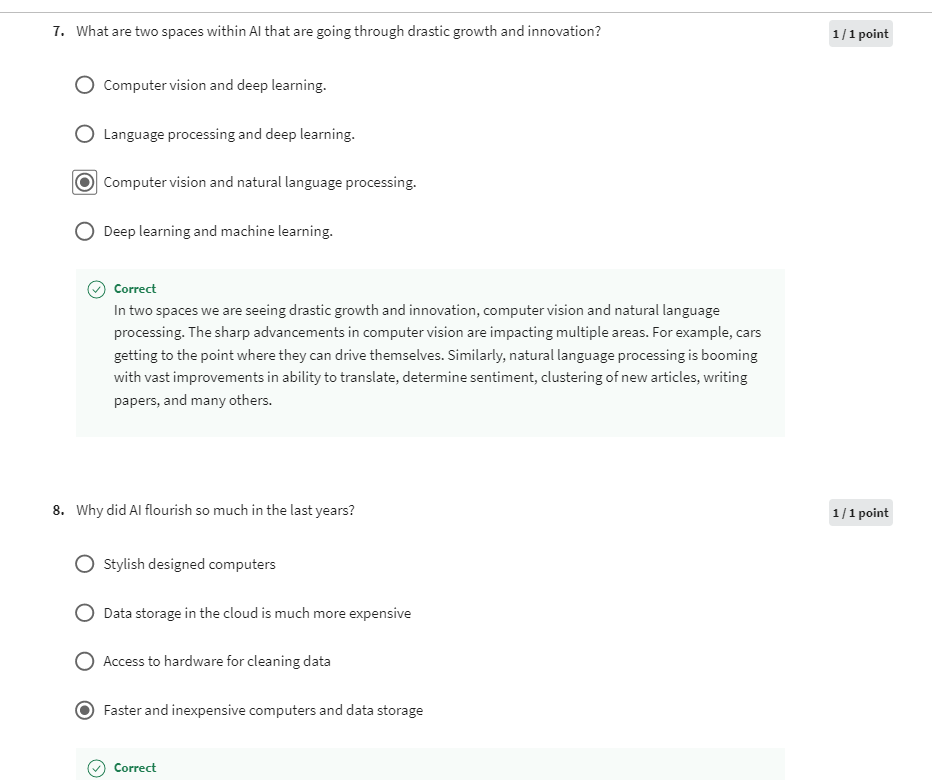 7. What are two spaces within AI that are going through drastic growth and innovation?
1 / 1 point
Computer vision and deep learning.
Language processing and deep learning.
Computer vision and natural language processing.
Deep learning and machine learning.
Correct
In two spaces we are seeing drastic growth and innovation, computer vision and natural language
processing. The sharp advancements in computer vision are impacting multiple areas. For example, cars
getting to the point where they can drive themselves. Similarly, natural language processing is booming
with vast improvements in ability to translate, determine sentiment, clustering of new articles, writing
papers, and many others.
8. Why did AI flourish so much in the last years?
1 / 1 point
Stylish designed computers
Data storage in the cloud is much more expensive
Access to hardware for cleaning data
Faster and inexpensive computers and data storage
Correct